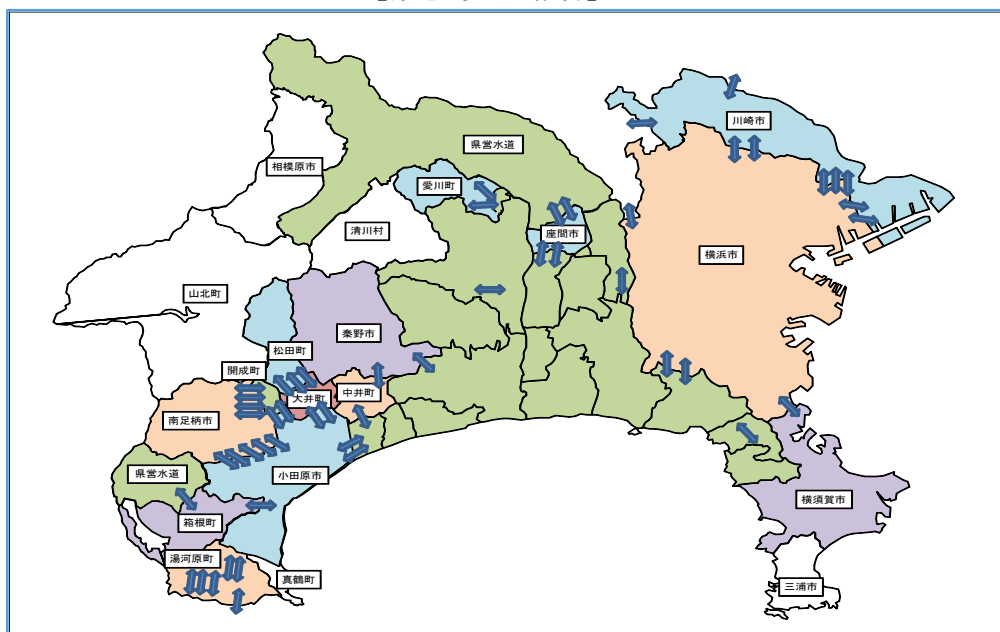 川崎市
県営水道
相模原市
愛川町
清川村
座間市
横浜市
山北町
秦野市
松田町
開成町
大井町
中井町
南足柄市
県営水道
小田原市
箱根町
横須賀市
湯河原町
真鶴町
三浦市